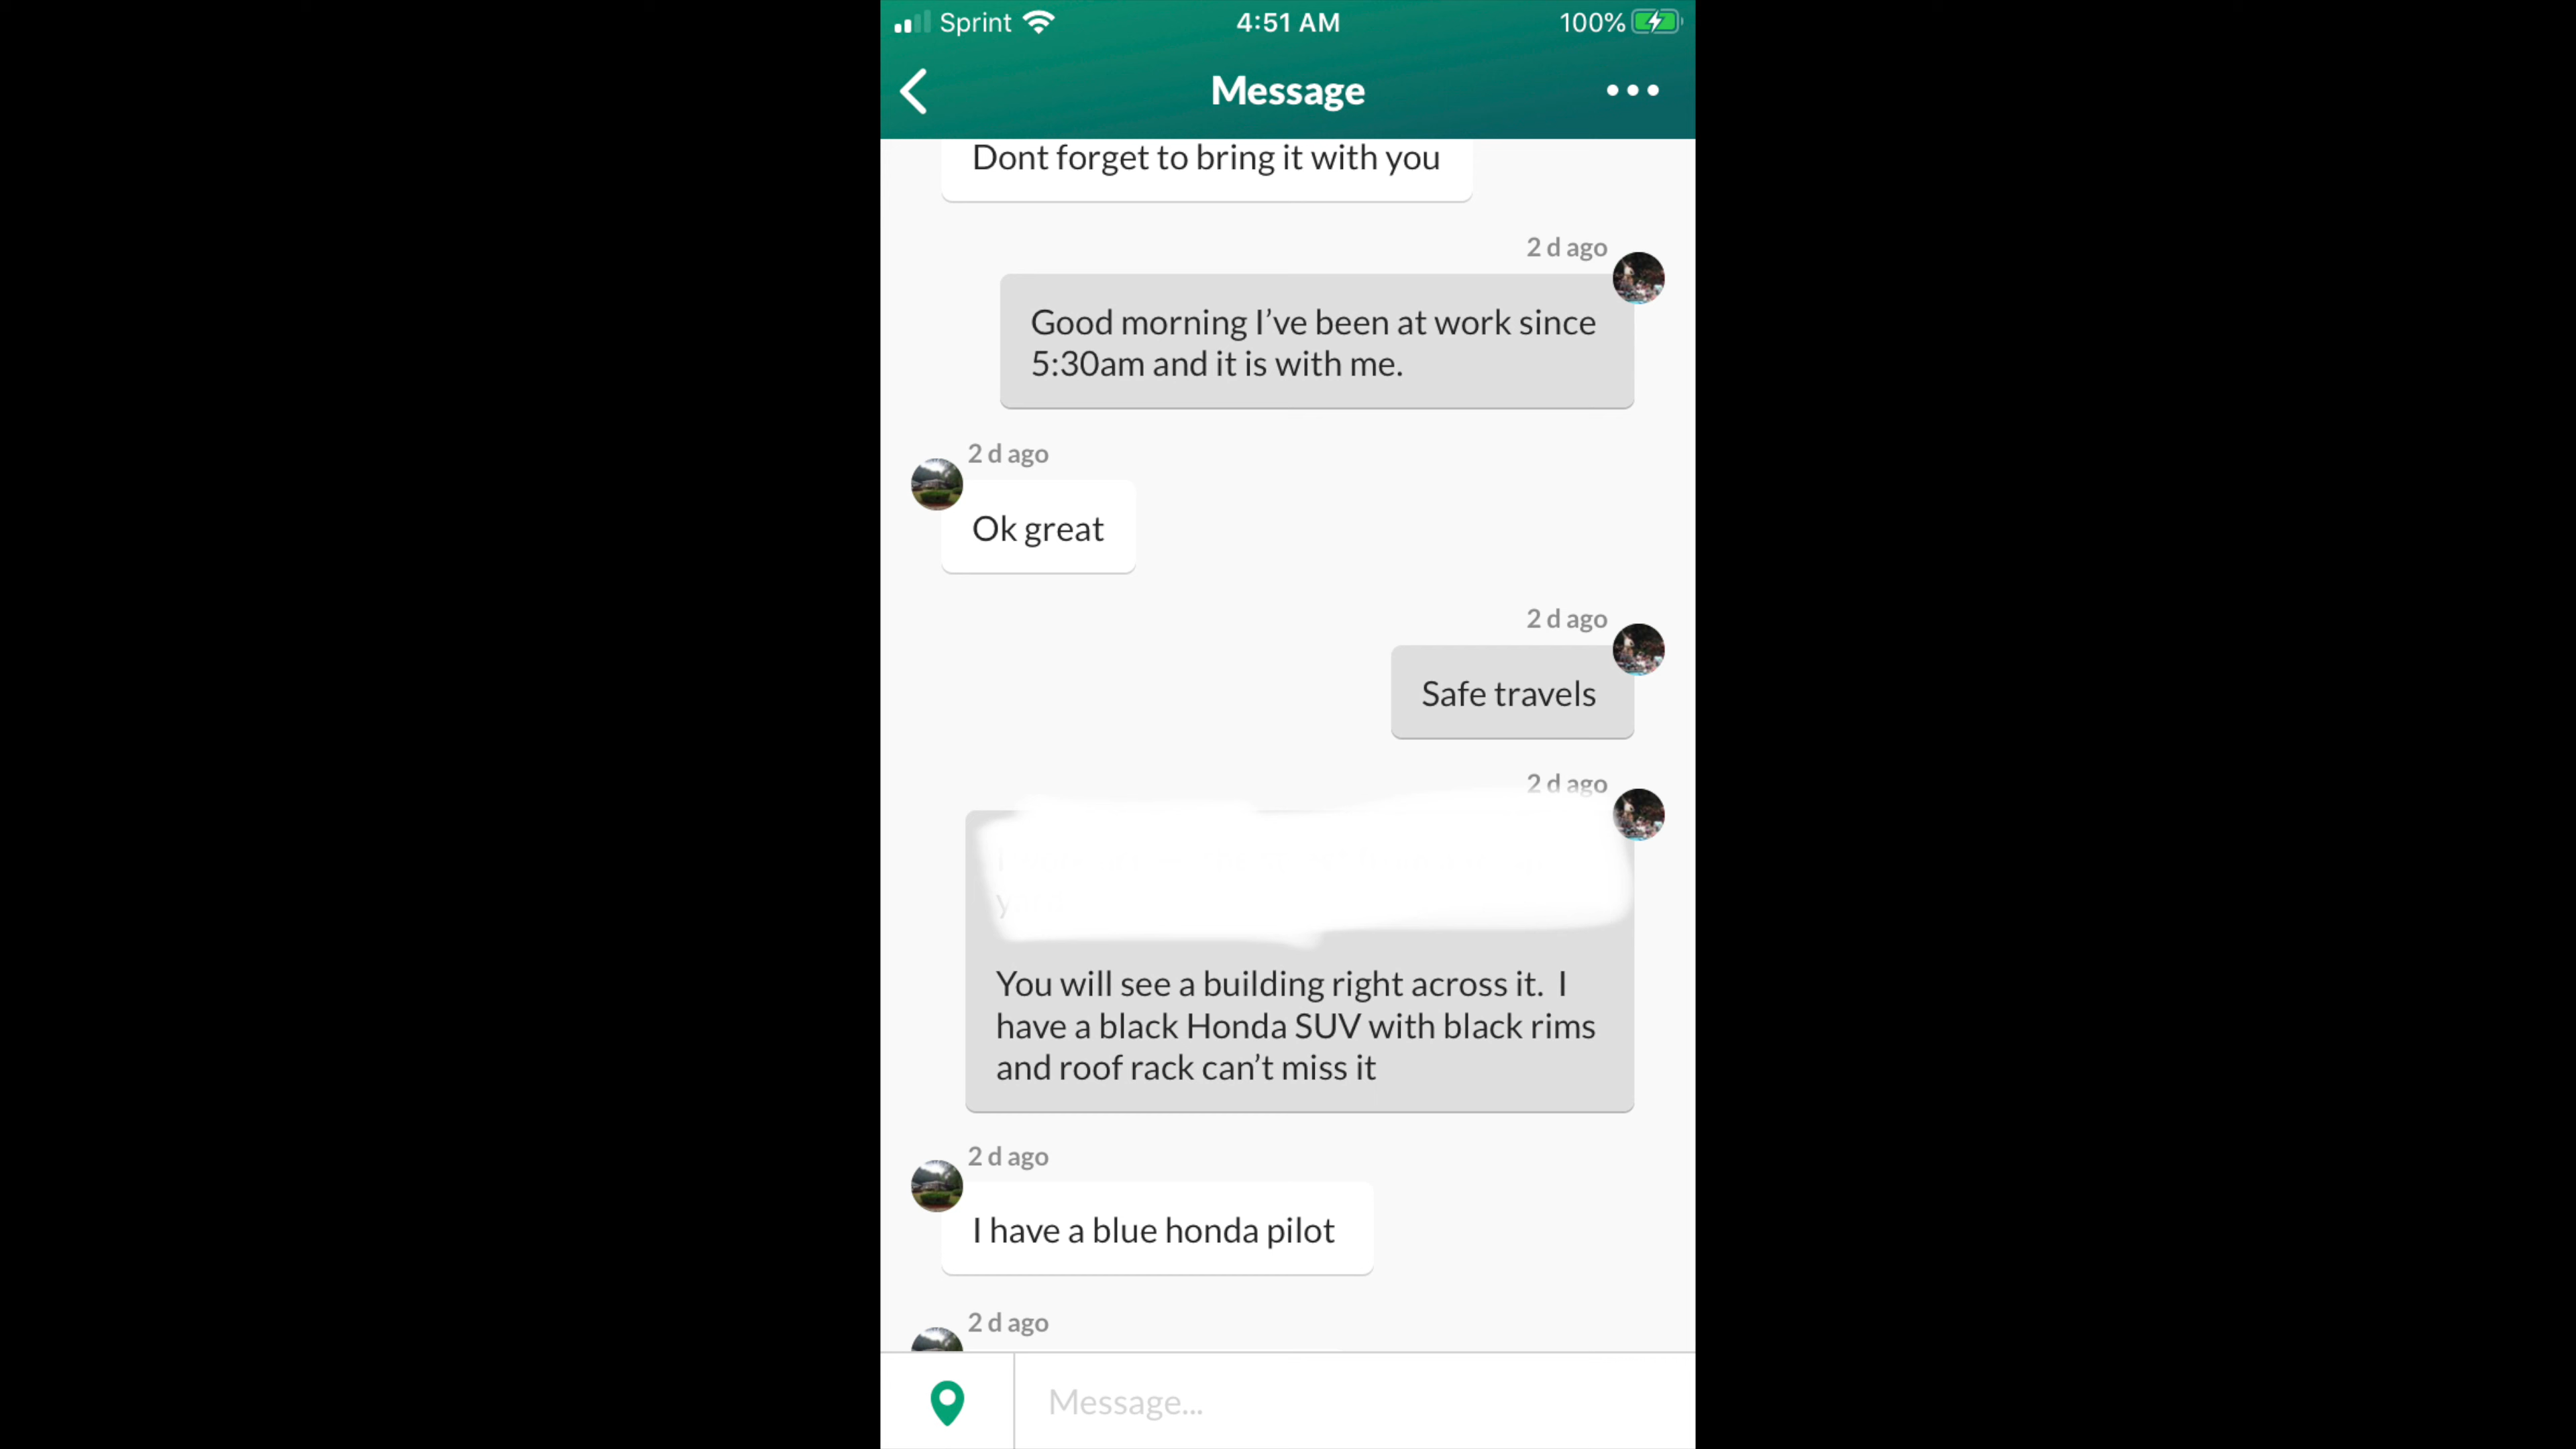 Sprint 4:51 AM 100%
Message
Dont forget to bring it with you
2 d ago
Good morning I’ve been at work since
5:30am and it is with me.
2 d ago
Ok great
2 d ago
Safe travels
2 d ago
You will see a building right across it. I
have a black Honda SUV with black rims
and roof rack can’t miss it
2 d ago
I have a blue honda pilot
2 d ago
Message...